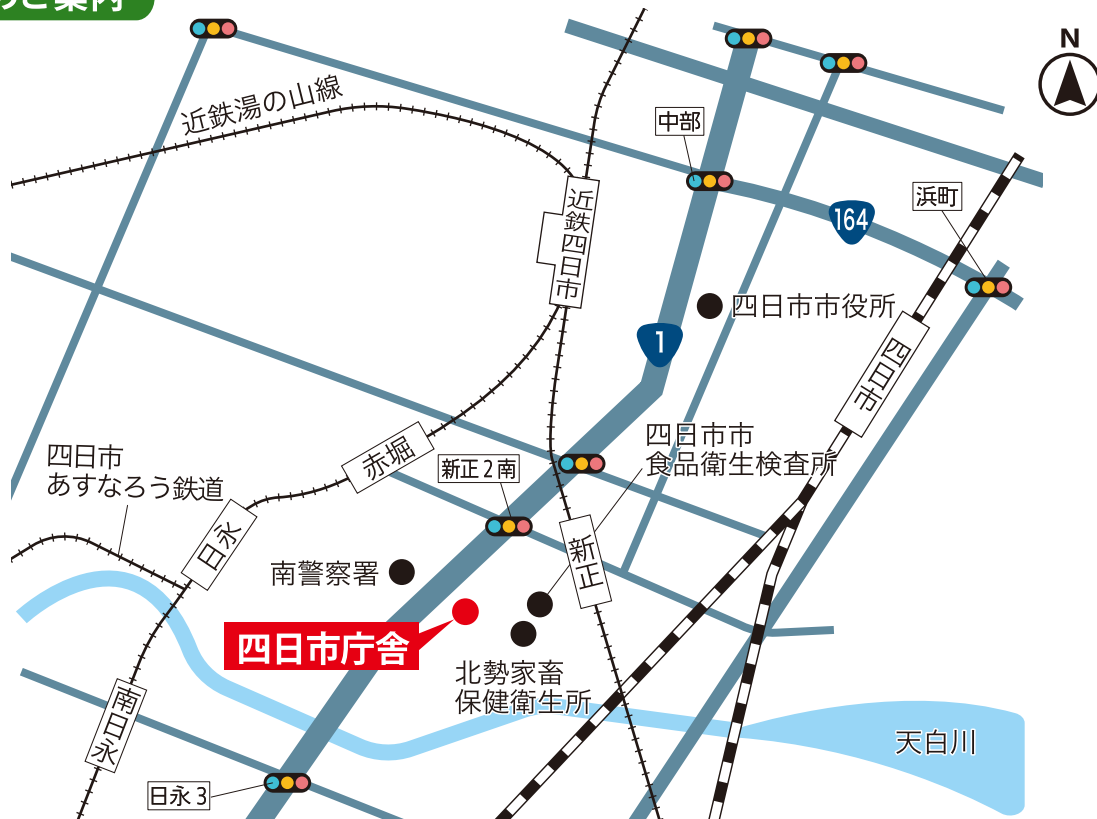 のご案内
N
近鉄湯の山線
中部
浜町
164
近鉄四日市
四日市市役所
1
四日市
四日市市
食品衛生検査所
赤堀
新正2南
四日市
あすなろう鉄道
日永
新正
南警察署
四日市庁舎
北勢家畜
保健衛生所
南日永
天白川
日永3